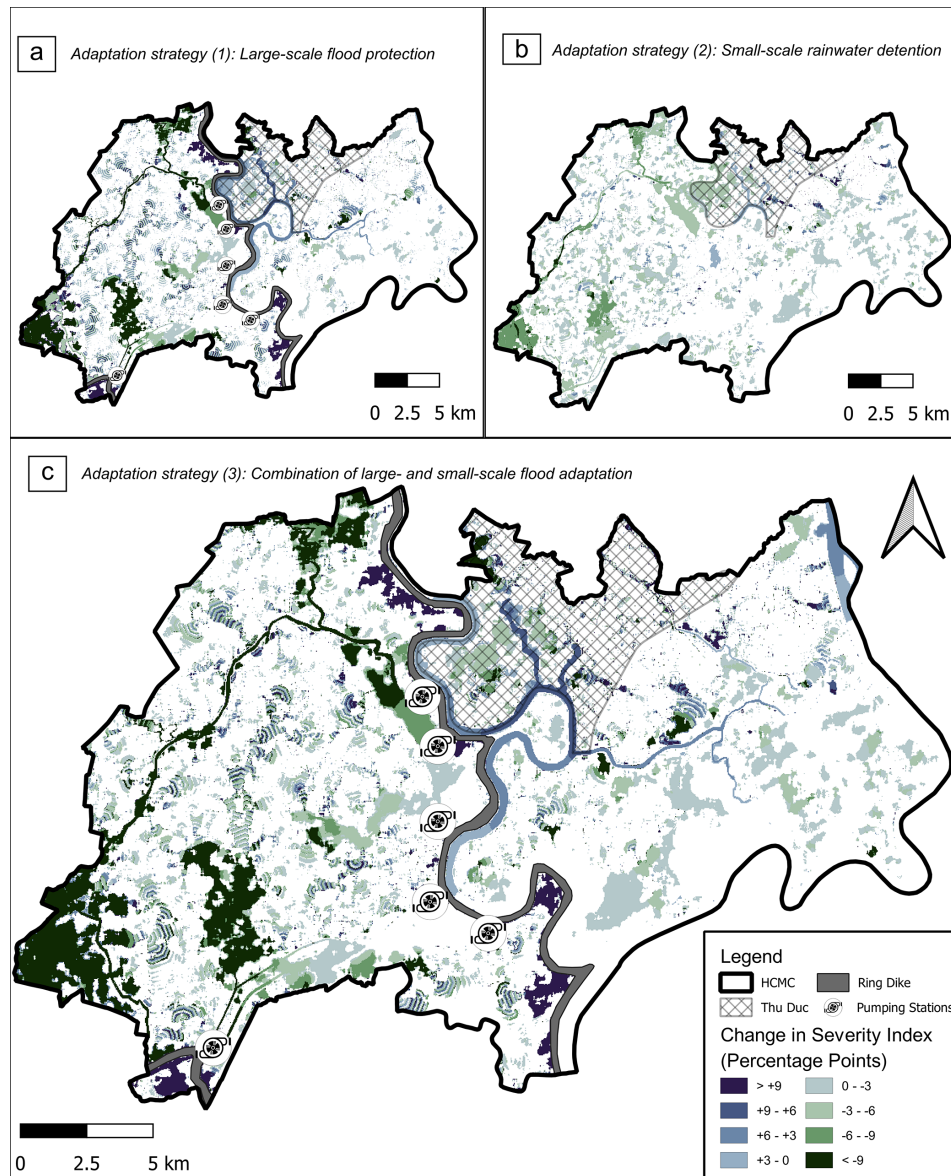 a
Adaptation strategy (1): Large-scale flood protection
0 2.5 5 km
b
Adaptation strategy (2): Small-scale rainwater detention
0 2.5 5 km
c
Adaptation strategy (3): Combination of large- and small-scale flood adaptation
0 2.5 5 km
Legend
HCMC Ring Dike
Thu Duc Pumping Stations
Change in Severity Index
(Percentage Points)
> +9 0 - -3
+9 - +6 -3 - -6
+6 - +3 -6 - -9
+3 - 0 < -9